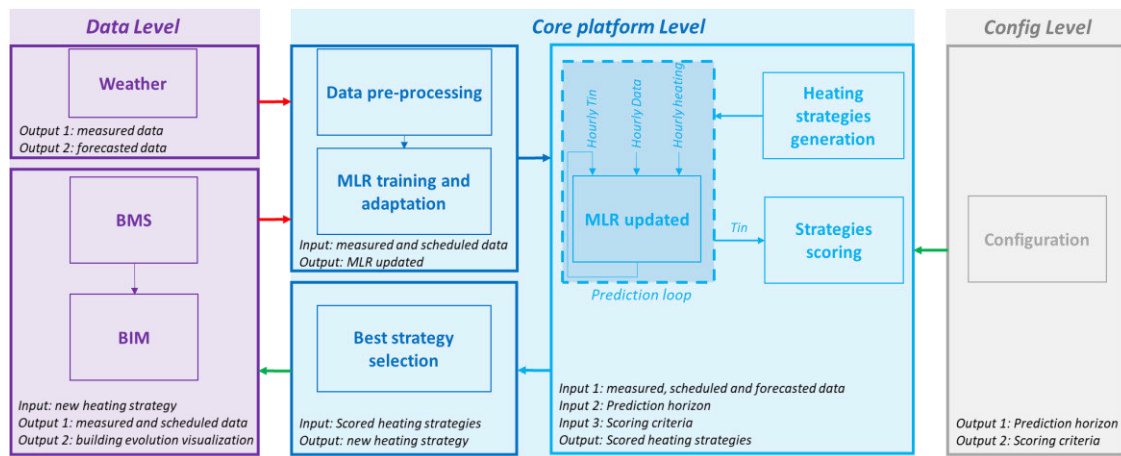 Data Level
Core platform Level
Config Level
Weather
Output 1: measured data
Output 2: forecasted data
BMS
BIM
Input: new heating strategy
Output 1: measured and scheduled data
Output 2: building evolution visualization
Data pre-processing
MLR training and
adaptation
Input: measured and scheduled data
Output: MLR updated
Best strategy
selection
Input: Scored heating strategies
Output: new heating strategy
Hourly Tin
Hourly Data
Hourly heating
MLR updated
Prediction loop
Heating
strategies
generation
Tin
Strategies
scoring
Input 1: measured, scheduled and forecasted data
Input 2: Prediction horizon
Input 3: Scoring criteria
Output: Scored heating strategies
Configuration
Output 1: Prediction horizon
Output 2: Scoring criteria